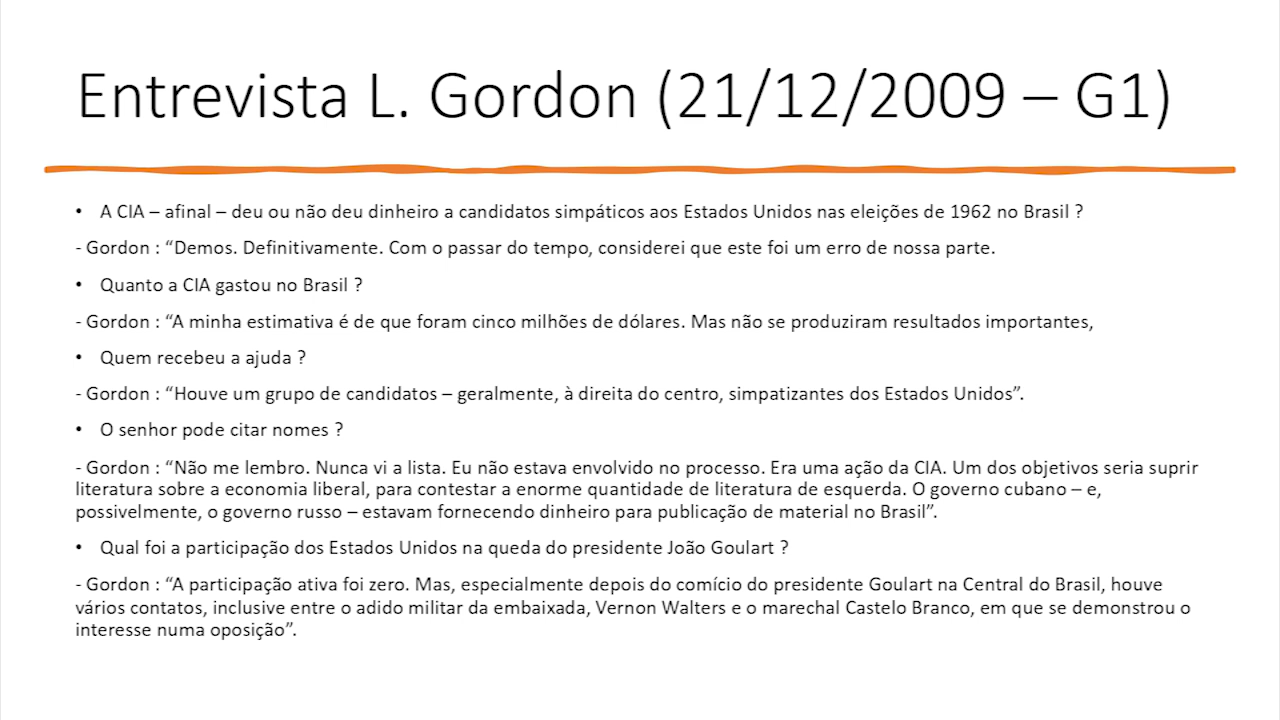 Entrevista L. Gordon (21/12/2009 – G1)
• A CIA – afinal – deu ou não deu dinheiro a candidatos simpáticos aos Estados Unidos nas eleições de 1962 no Brasil ?
- Gordon : “Demos. Definitivamente. Com o passar do tempo, considerei que este foi um erro de nossa parte.
• Quanto a CIA gastou no Brasil ?
- Gordon : “A minha estimativa é de que foram cinco milhões de dólares. Mas não se produziram resultados importantes,
• Quem recebeu a ajuda ?
- Gordon : “Houve um grupo de candidatos – geralmente, à direita do centro, simpatizantes dos Estados Unidos”.
• O senhor pode citar nomes ?
- Gordon : “Não me lembro. Nunca vi a lista. Eu não estava envolvido no processo. Era uma ação da CIA. Um dos objetivos seria suprir
literatura sobre a economia liberal, para contestar a enorme quantidade de literatura de esquerda. O governo cubano – e,
possivelmente, o governo russo – estavam fornecendo dinheiro para publicação de material no Brasil”.
• Qual foi a participação dos Estados Unidos na queda do presidente João Goulart ?
- Gordon : “A participação ativa foi zero. Mas, especialmente depois do comício do presidente Goulart na Central do Brasil, houve
vários contatos, inclusive entre o adido militar da embaixada, Vernon Walters e o marechal Castelo Branco, em que se demonstrou o
interesse numa oposição”.